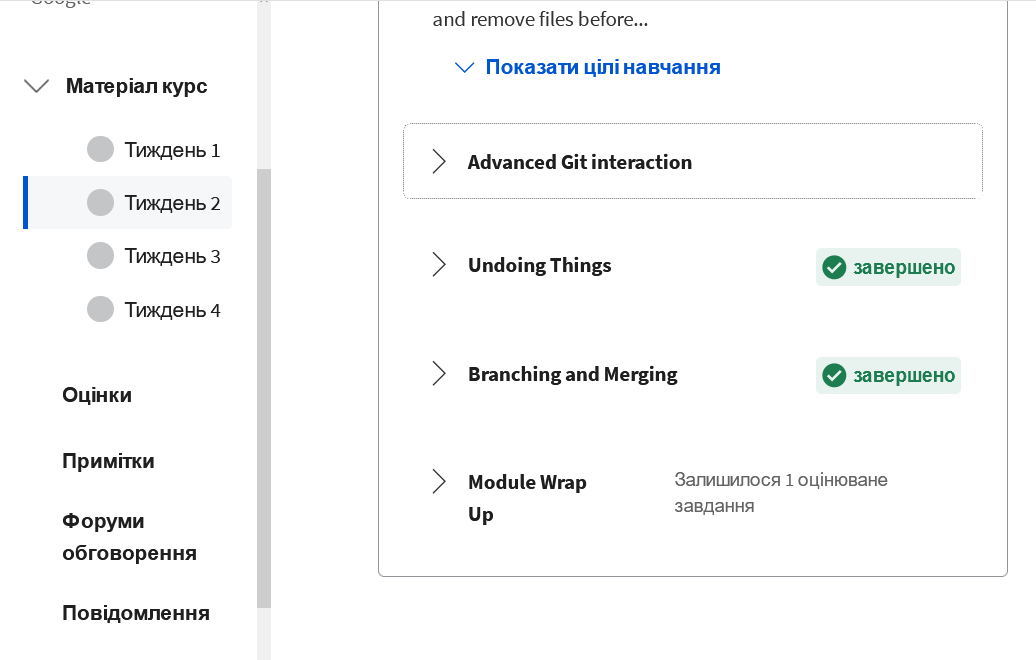 Google
Матеріал курс
Тиждень 1
Тиждень 2
Тиждень 3
Тиждень 4
Оцінки
Примітки
Форуми
обговорення
Повідомлення
and remove files before...
Показати цілі навчання
Advanced Git interaction
Undoing Things
завершено
Branching and Merging
завершено
Module Wrap
Up
Залишилося 1 оцінюване
завдання